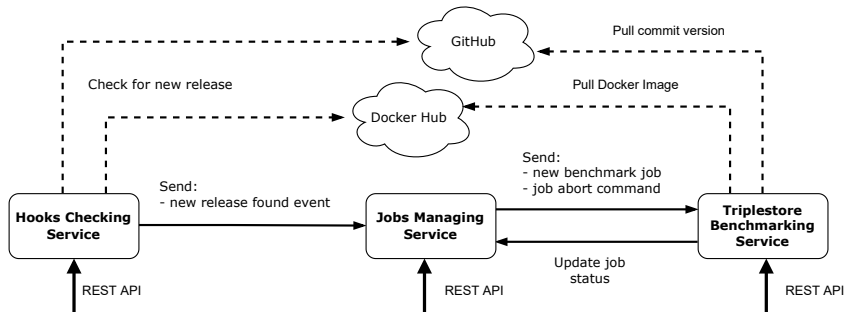 GitHub
Pull commit version
Check for new release
Pull Docker Image
Docker Hub
Send:
- new release found event
Send:
- new benchmark job
- job abort command
Hooks Checking
Service
Jobs Managing
Service
Triplestore
Benchmarking
Service
Update job
status
REST API
REST API
REST API